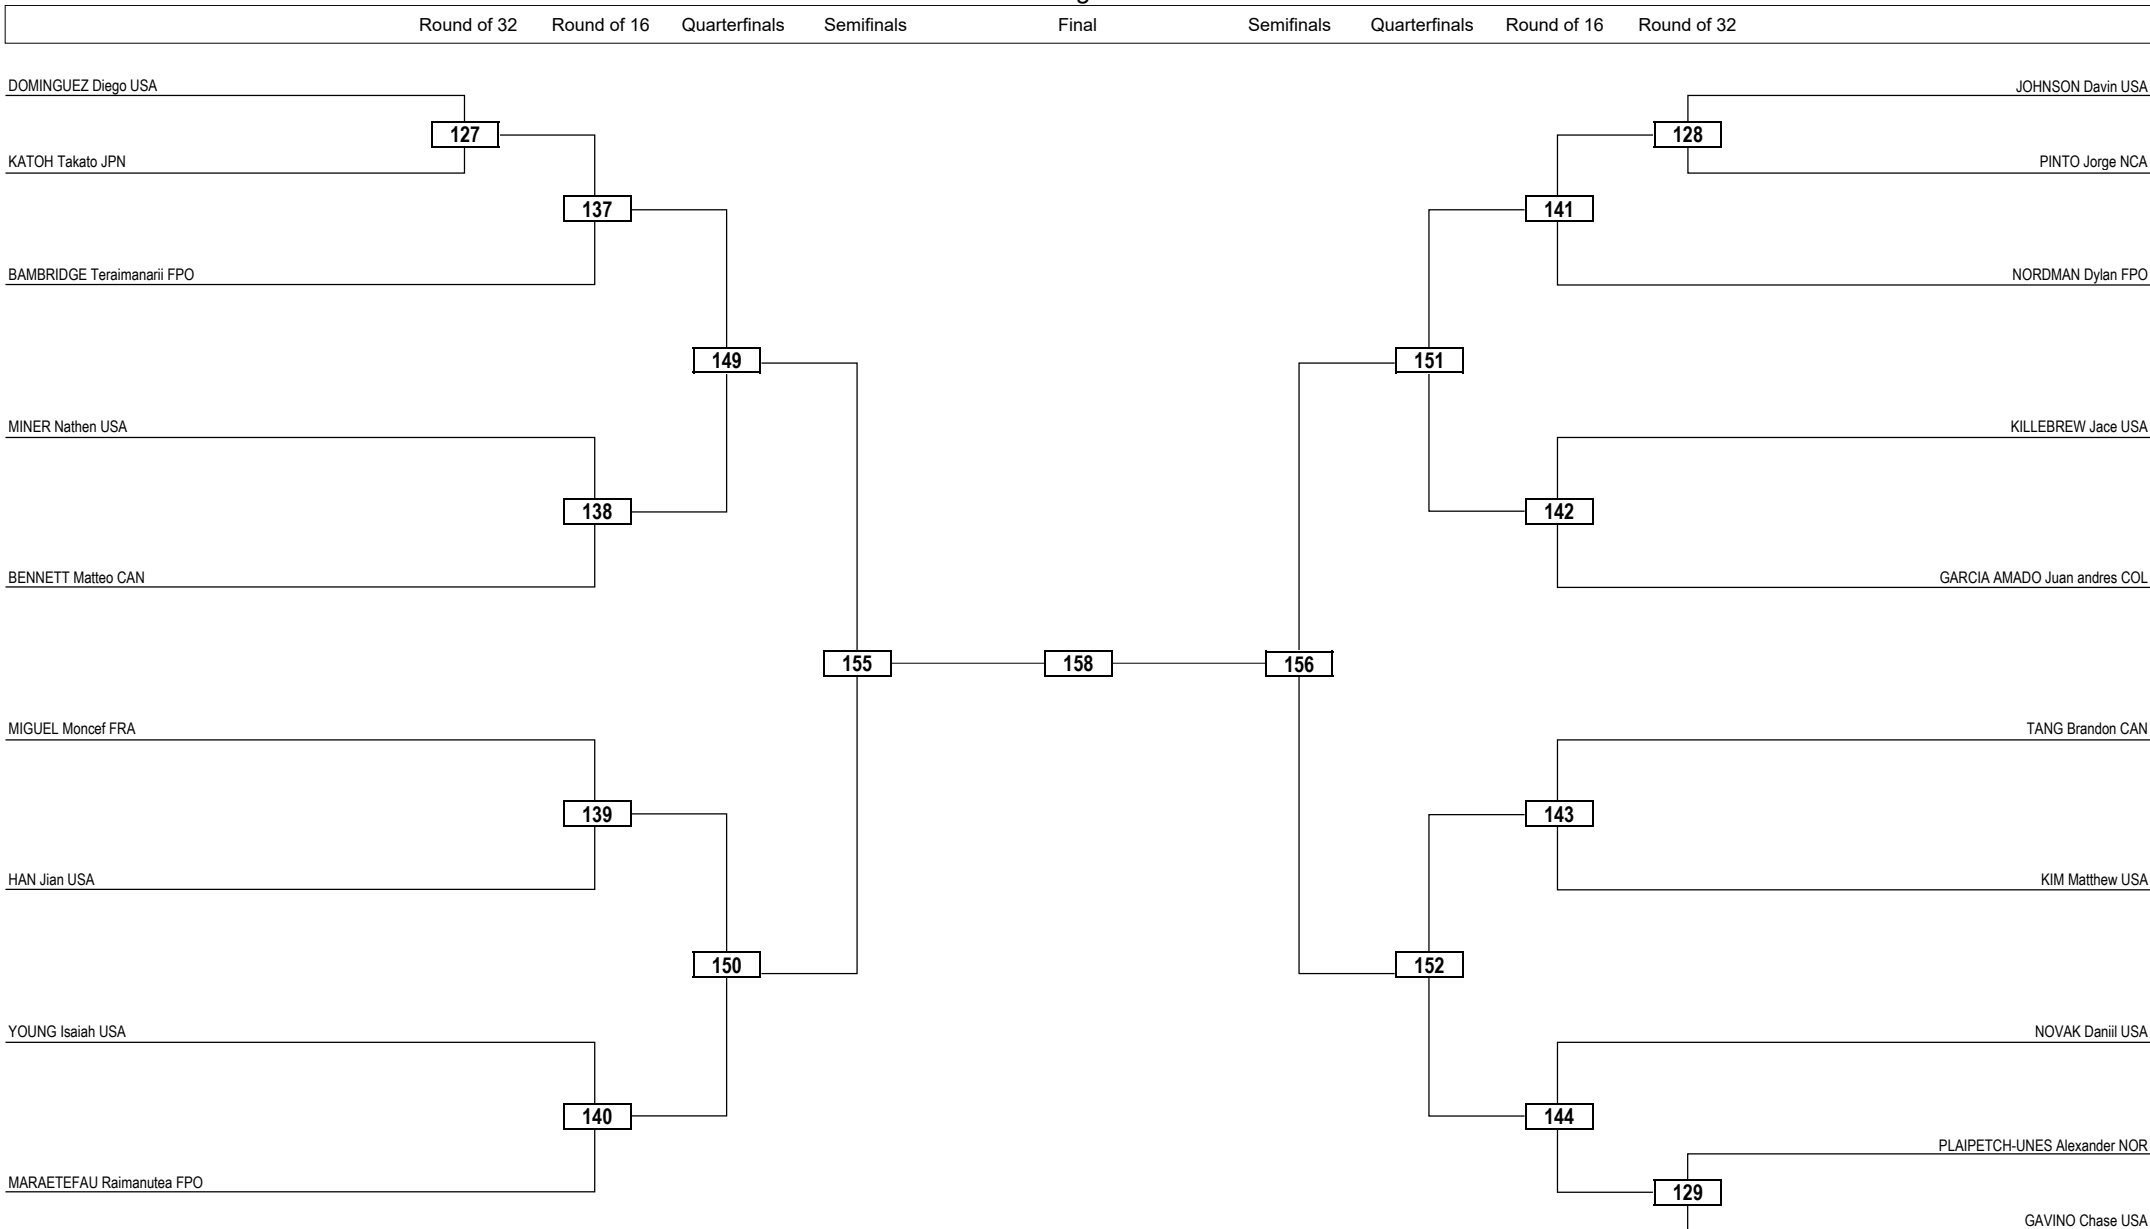 Round of 32 Round of 16 Quarterfinals Semifinals Final Semifinals Quarterfinals Round of 16 Round of 32
DOMINGUEZ Diego USA JOHNSON Davin USA
127 128
KATOH Takato JPN PINTO Jorge NCA
137 141
BAMBRIDGE Teraimanarii FPO NORDMAN Dylan FPO
149 151
MINER Nathen USA KILLEBREW Jace USA
138 142
BENNETT Matteo CAN GARCIA AMADO Juan andres COL
155 158 156
MIGUEL Moncef FRA TANG Brandon CAN
139 143
HAN Jian USA KIM Matthew USA
150 152
YOUNG Isaiah USA NOVAK Daniil USA
140 144
PLAIPETCH-UNES Alexander NOR
MARAETEFAU Raimanutea FPO
129
GAVINO Chase USA